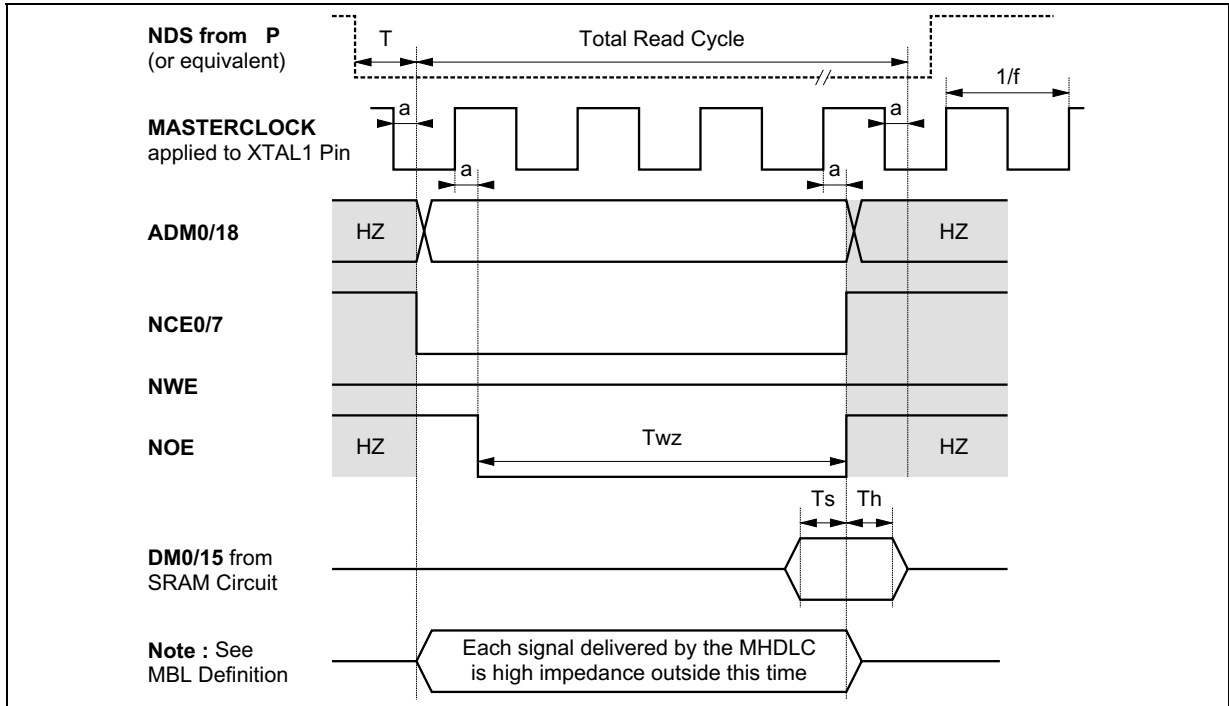 NDS from P
(or equivalent)
T
Total Read Cycle
1/f
MASTERCLOCK
applied to XTAL1 Pin
a
a
a
a
ADM0/18
HZ
HZ
NCE0/7
NWE
NOE
HZ
Twz
HZ
Ts
Th
DM0/15 from
SRAM Circuit
Note : See
MBL Definition
Each signal delivered by the MHDLC
is high impedance outside this time